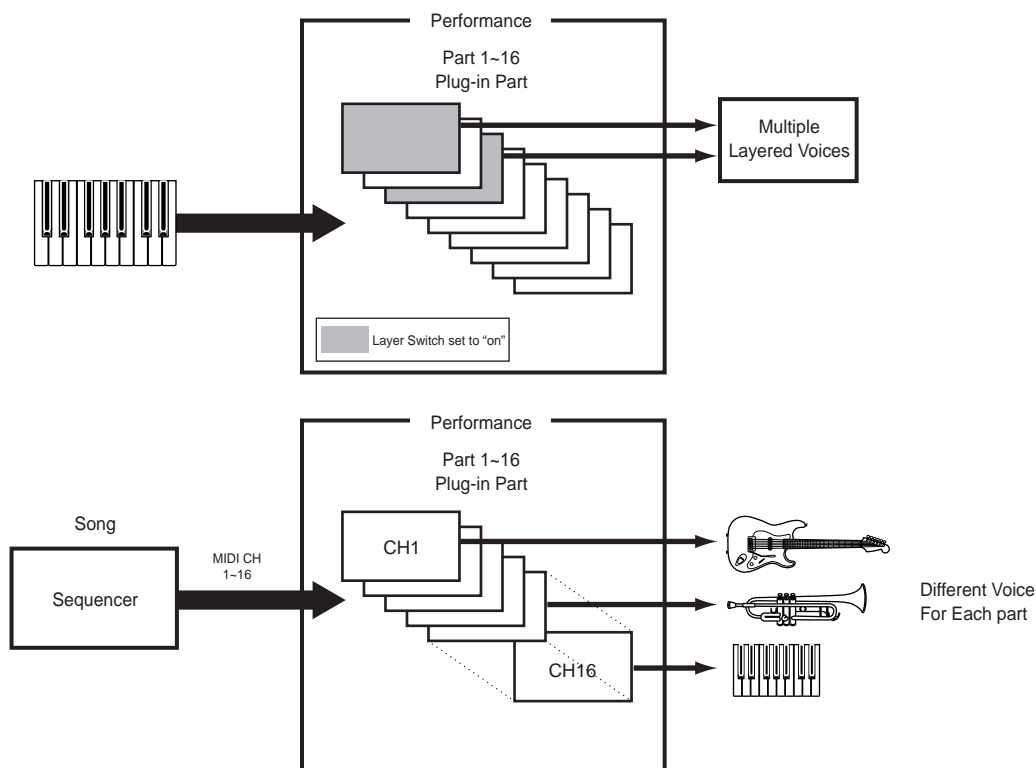 Performance
Part 1~16
Plug-in Part
Multiple
Layered Voices
Layer Switch set to “on”
Performance
Part 1~16
Plug-in Part
Song
Sequencer
MIDI CH
1~16
CH1
CH16
Different Voice
For Each part